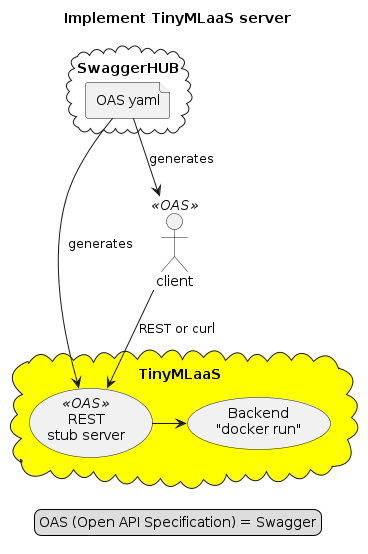 Implement TinyMLaaS server
SwaggerHUB
OAS yaml
generates
«OAS»
generates
client
REST or curl
TinyMLaaS
«OAS»
REST
stub server
Backend
"docker run"
OAS (Open API Specification) = Swagger